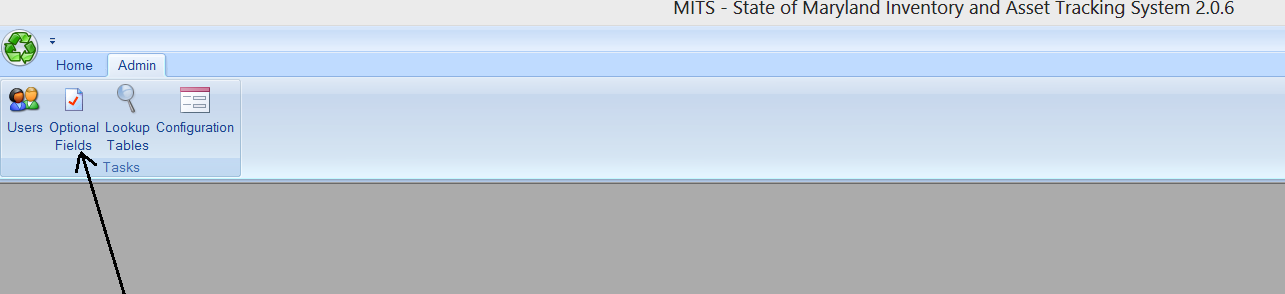 MITS - State of Maryland Inventory and Asset Tracking System 2.0.6
Home Admin
Users Optional Fields Lookup Tables Configuration
Tasks